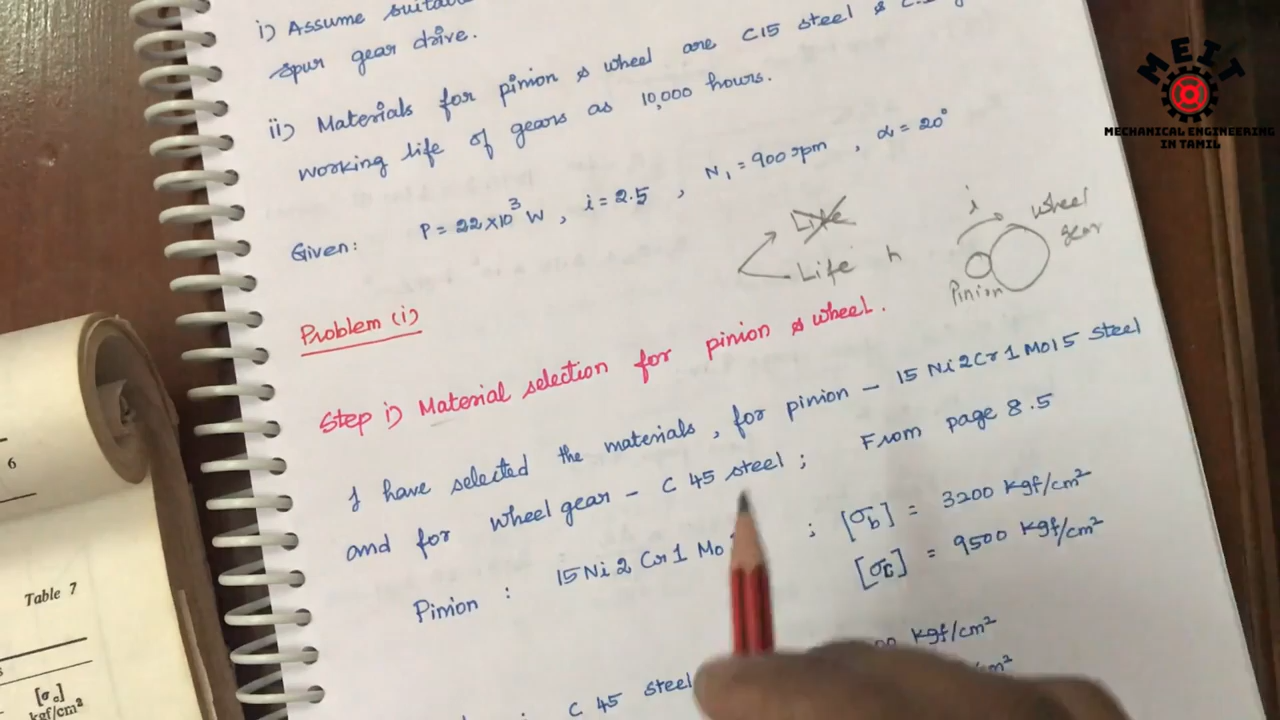 i) Assume
spur gear drive.
ii) Materials for pinion & wheel are C15 steel &
working life of gears as 10,000 hours.
Given: P = 22×10³ W, i = 2.5, N₁ = 900 rpm, α = 20°
Life
Life h
i
wheel
gear
Pinion
Problem (i)
Step i) Material selection for pinion & wheel.
I have selected the materials, for pinion – 15 Ni 2 Cr 1 Mo 15 steel
and for wheel gear – C 45 steel; From page 8.5
Pinion : 15 Ni 2 Cr 1 Mo ; [σb] = 3200 kgf/cm²
[σc] = 9500 kgf/cm²
kgf/cm²
C 45 steel
6
Table 7
[σc]
kgf/cm²
MEIT
MECHANICAL ENGINEERING
IN TAMIL